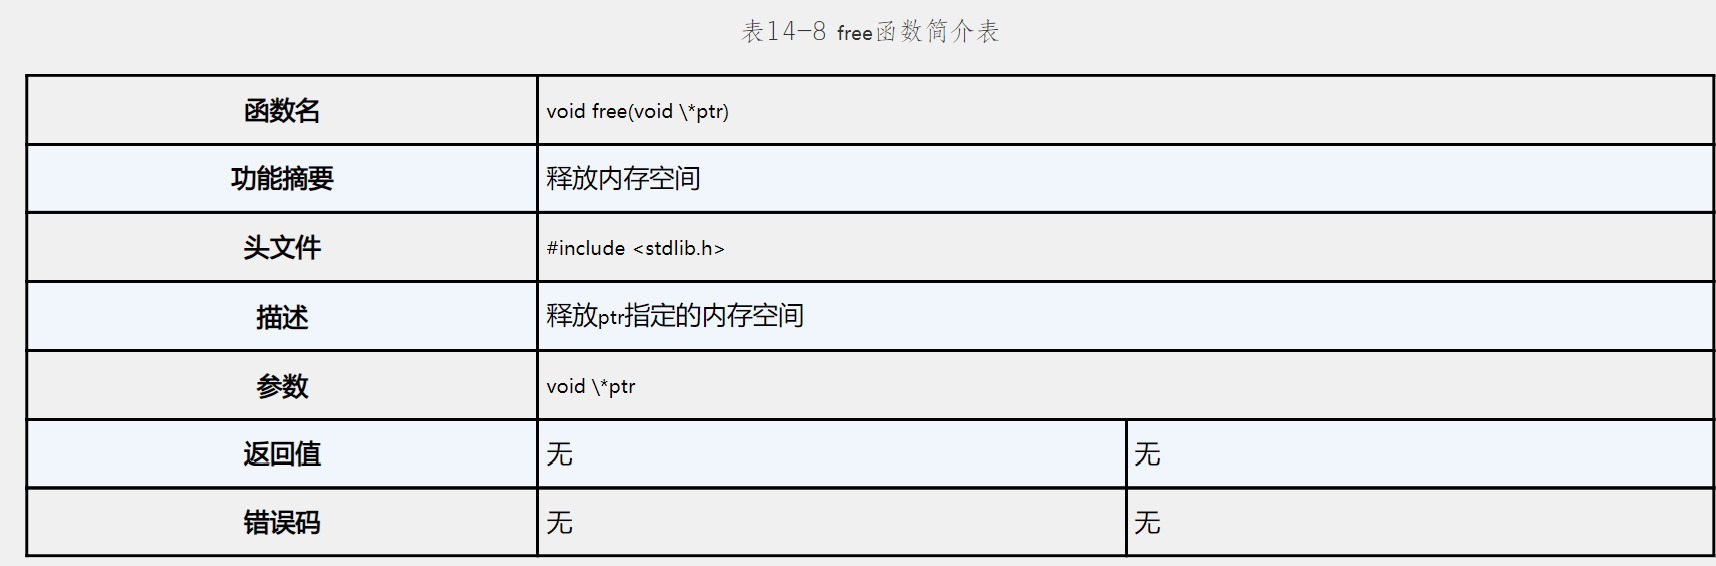 表14-8 free函数简介表
函数名 void free(void \*ptr)
功能摘要 释放内存空间
头文件 #include <stdlib.h>
描述 释放ptr指定的内存空间
参数 void \*ptr
返回值 无 无
错误码 无 无